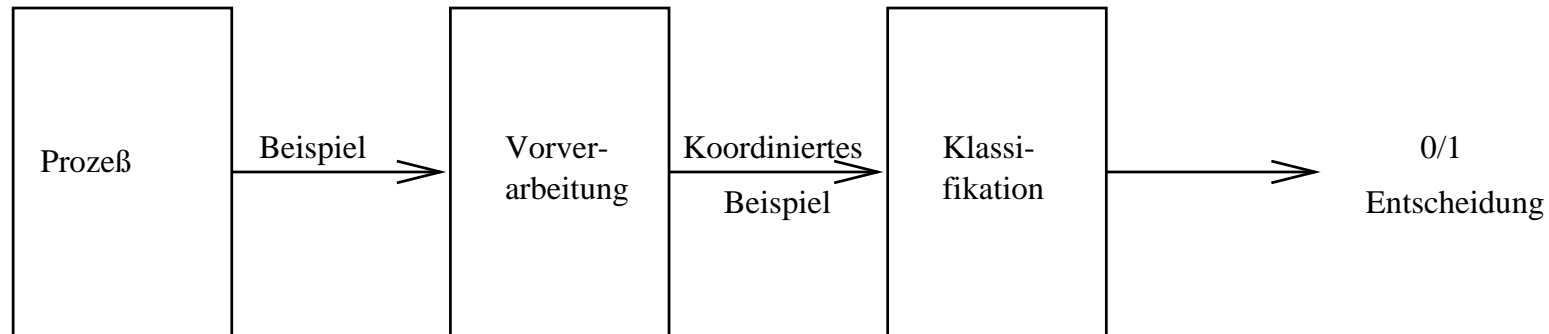 Prozeß
Beispiel
Vorver-
arbeitung
Koordiniertes
Beispiel
Klassi-
fikation
0/1
Entscheidung